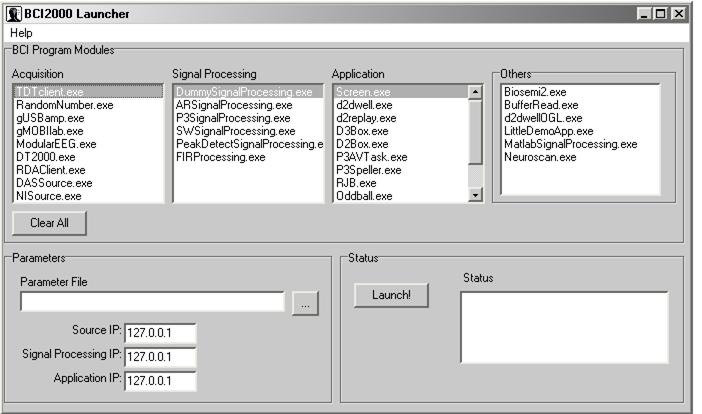 BCI2000 Launcher
Help
BCI Program Modules
Acquisition
TDTclient.exe
RandomNumber.exe
gUSBamp.exe
gMOBIlab.exe
ModularEEG.exe
DT2000.exe
RDAClient.exe
DASSource.exe
NISource.exe
Signal Processing
DummySignalProcessing.exe
ARSignalProcessing.exe
P3SignalProcessing.exe
SWSignalProcessing.exe
PeakDetectSignalProcessing.e
FIRProcessing.exe
Application
Screen.exe
d2dwell.exe
d2replay.exe
D3Box.exe
D2Box.exe
P3AVTask.exe
P3Speller.exe
RJB.exe
Oddball.exe
Others
Biosemi2.exe
BufferRead.exe
d2dwellOGL.exe
LittleDemoApp.exe
MatlabSignalProcessing.exe
Neuroscan.exe
Clear All
Parameters
Parameter File
...
Source IP: 127.0.0.1
Signal Processing IP: 127.0.0.1
Application IP: 127.0.0.1
Status
Launch!
Status